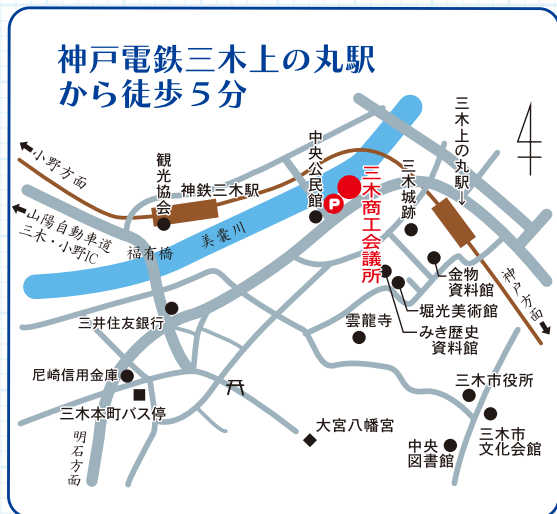 神戸電鉄三木上の丸駅
から徒歩５分
小野方面
山陽自動車道
三木・小野IC
観光協会
神鉄三木駅
福有橋
美嚢川
中央公民館
P
三木商工会議所
三木城跡
三木上の丸駅→
神戸方面
金物
資料館
堀光美術館
みき歴史
資料館
雲龍寺
三井住友銀行
尼崎信用金庫
三木本町バス停
明石方面
大宮八幡宮
三木市役所
三木市
文化会館
中央
図書館